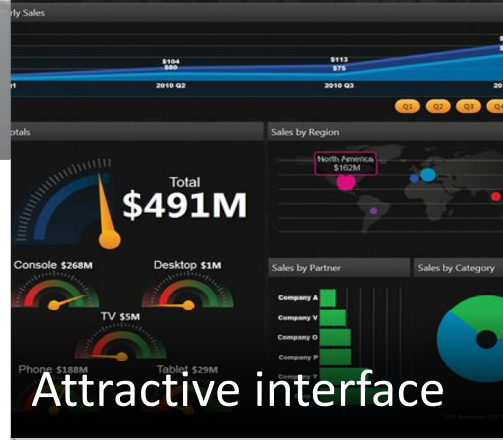 rly Sales
$104
$80
$113
$75
2010 Q2
2010 Q3
Q1 Q2 Q3
otals
Sales by Region
North America
$162M
Total
$491M
Console $268M
Desktop $1M
TV $5M
Phone $188M
Tablet $29M
Sales by Partner
Sales by Category
Company A
Company V
Company O
Company P
Company Y
Attractive interface